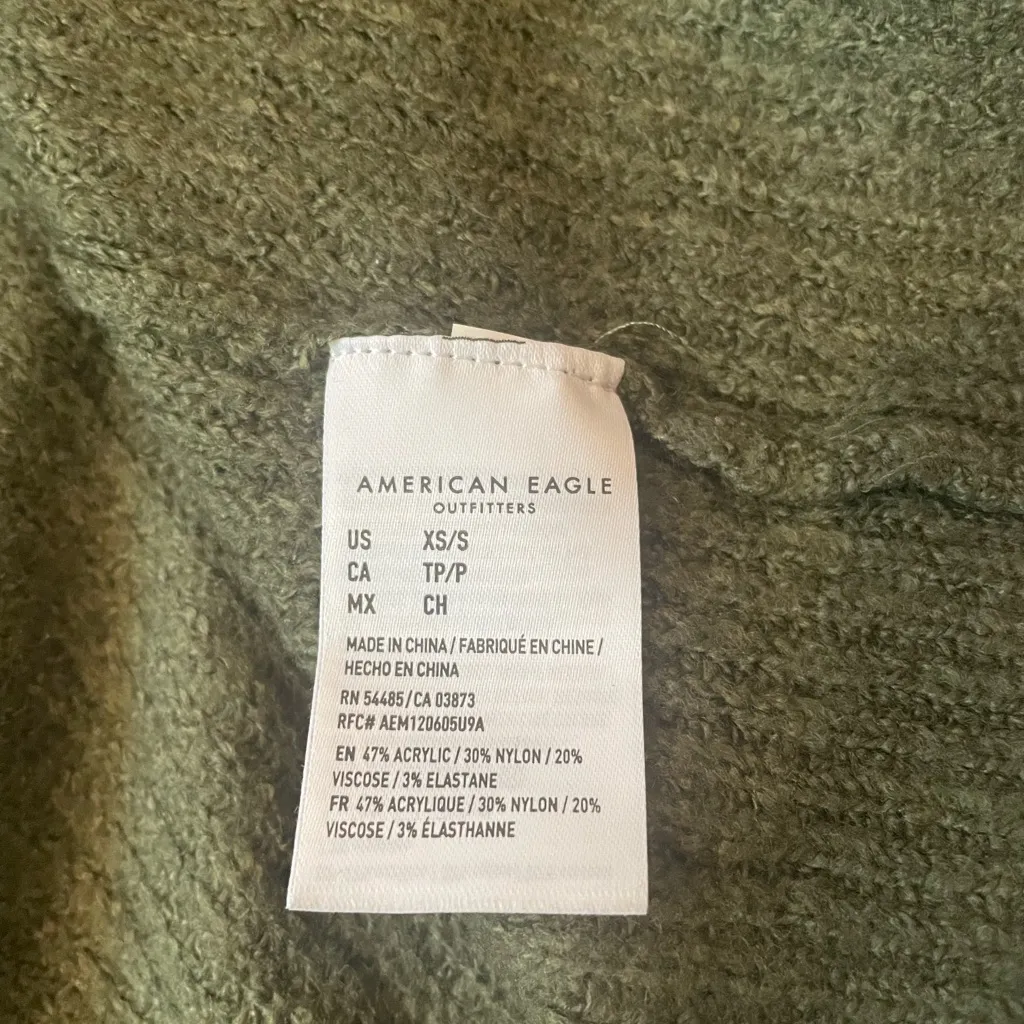 AMERICAN EAGLE
OUTFITTERS
US XS/S
CA TP/P
MX CH
MADE IN CHINA / FABRIQUÉ EN CHINE /
HECHO EN CHINA
RN 54485/CA 03873
RFC# AEM120605U9A
EN 47% ACRYLIC / 30% NYLON / 20%
VISCOSE / 3% ELASTANE
FR 47% ACRYLIQUE / 30% NYLON / 20%
VISCOSE / 3% ÉLASTHANNE